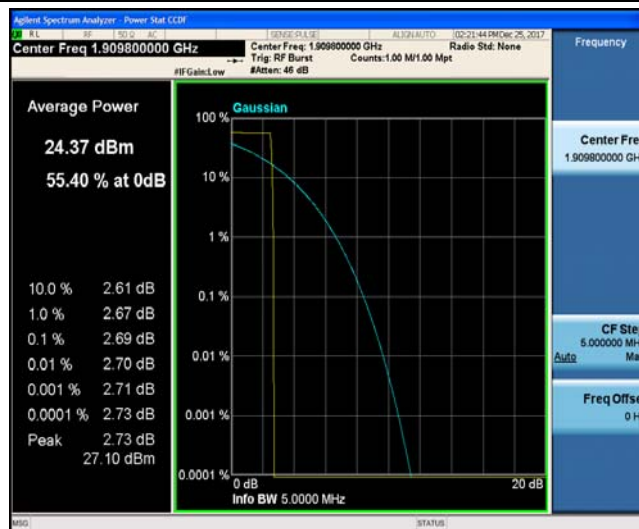 Agilent Spectrum Analyzer - Power Stat CCDF
RL RF 50 Ω AC SENSE:PULSE ALIGN AUTO 02:21:44 PM Dec 25, 2017
Center Freq 1.909800000 GHz
Center Freq: 1.909800000 GHz Radio Std: None
Trig: RF Burst Counts:1.00 M/1.00 Mpt
#IFGain:Low #Atten: 46 dB
Frequency
Average Power
24.37 dBm
55.40 % at 0dB
10.0 % 2.61 dB
1.0 % 2.67 dB
0.1 % 2.69 dB
0.01 % 2.70 dB
0.001 % 2.71 dB
0.0001 % 2.73 dB
Peak 2.73 dB
27.10 dBm
Gaussian
100 %
10 %
1 %
0.1 %
0.01 %
0.001 %
0.0001 %
0 dB 20 dB
Info BW 5.0000 MHz
Center Fre
1.909800000 GH
CF Ste
5.000000 MH
Auto Ma
Freq Offse
0 H
MSG STATUS